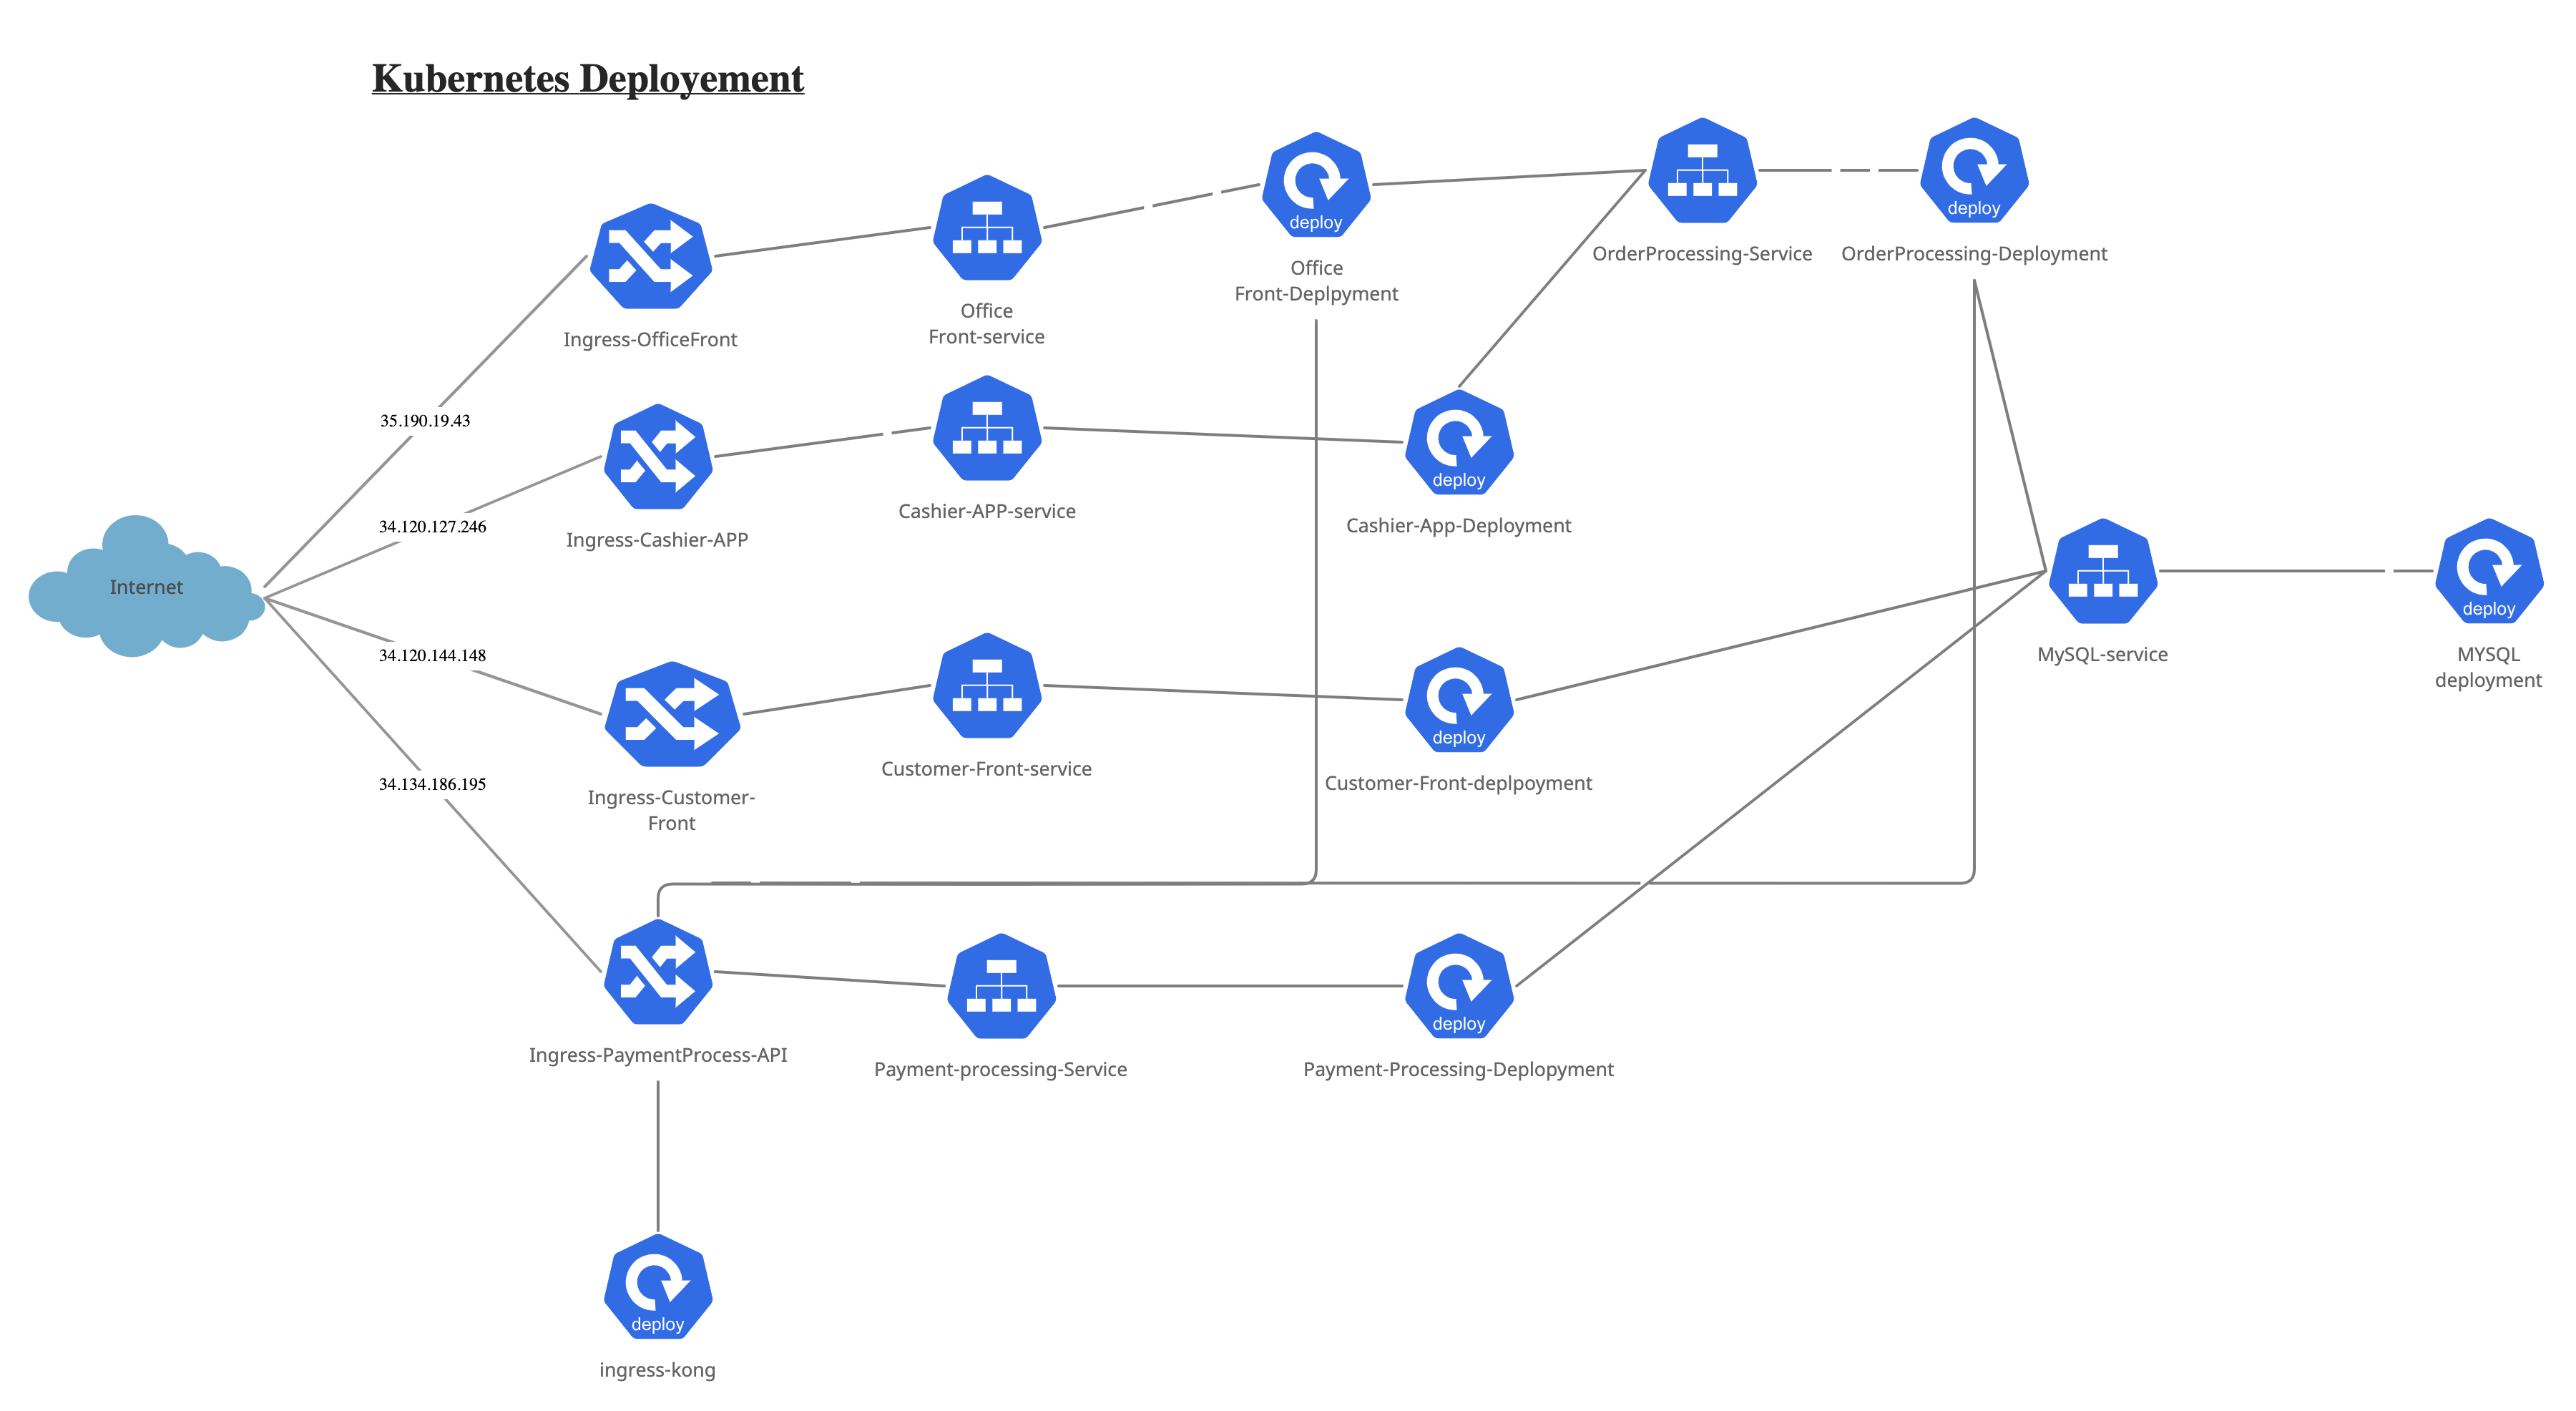 Kubernetes Deployement
deploy
deploy
OrderProcessing-Service
OrderProcessing-Deployment
Office
Front-Delpyment
Office
Front-service
Ingress-OfficeFront
35.190.19.43
deploy
Cashier-APP-service
Cashier-App-Deployment
34.120.127.246
Ingress-Cashier-APP
Internet
deploy
MySQL-service
MYSQL
deployment
34.120.144.148
deploy
Customer-Front-service
Customer-Front-deplpoyment
34.134.186.195
Ingress-Customer-
Front
deploy
Ingress-PaymentProcess-API
Payment-processing-Service
Payment-Processing-Deplopyment
deploy
ingress-kong